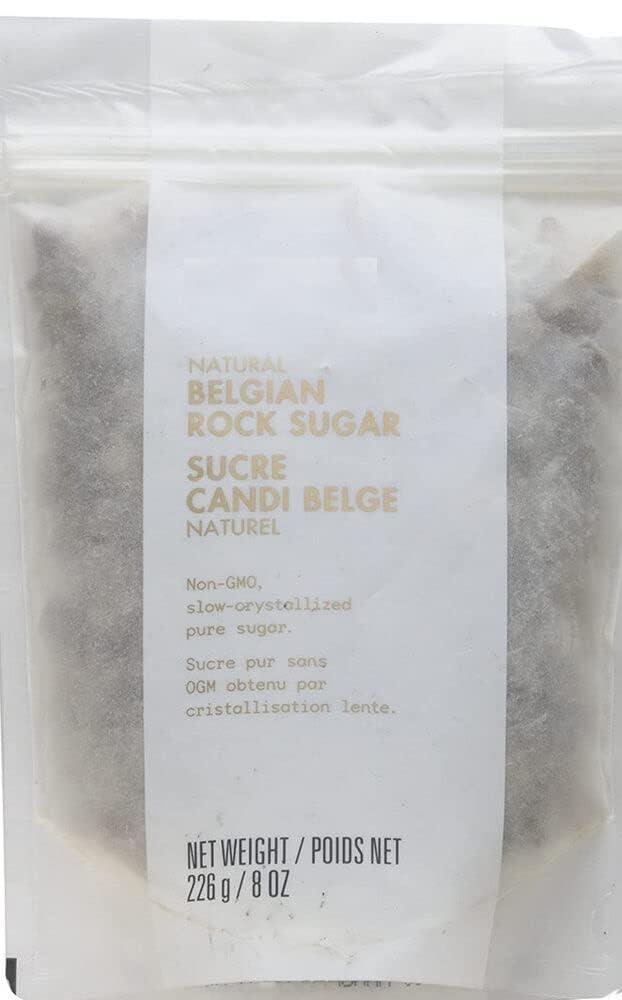 NATURAL
BELGIAN
ROCK SUGAR
SUCRE
CANDI BELGE
NATUREL
Non-GMO,
slow-crystallized
pure sugar.
Sucre pur sans
OGM obtenu par
cristallisation lente.
NET WEIGHT / POIDS NET
226 g / 8 OZ